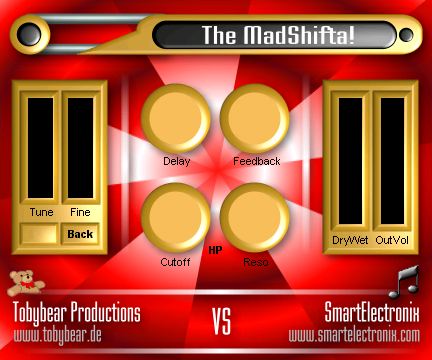 The MadShifta!
Delay Feedback
Tune Fine
DryWet OutVol
Back
HP
Cutoff Reso
Tobybear Productions VS SmartElectronix
www.tobybear.de www.smartelectronix.com